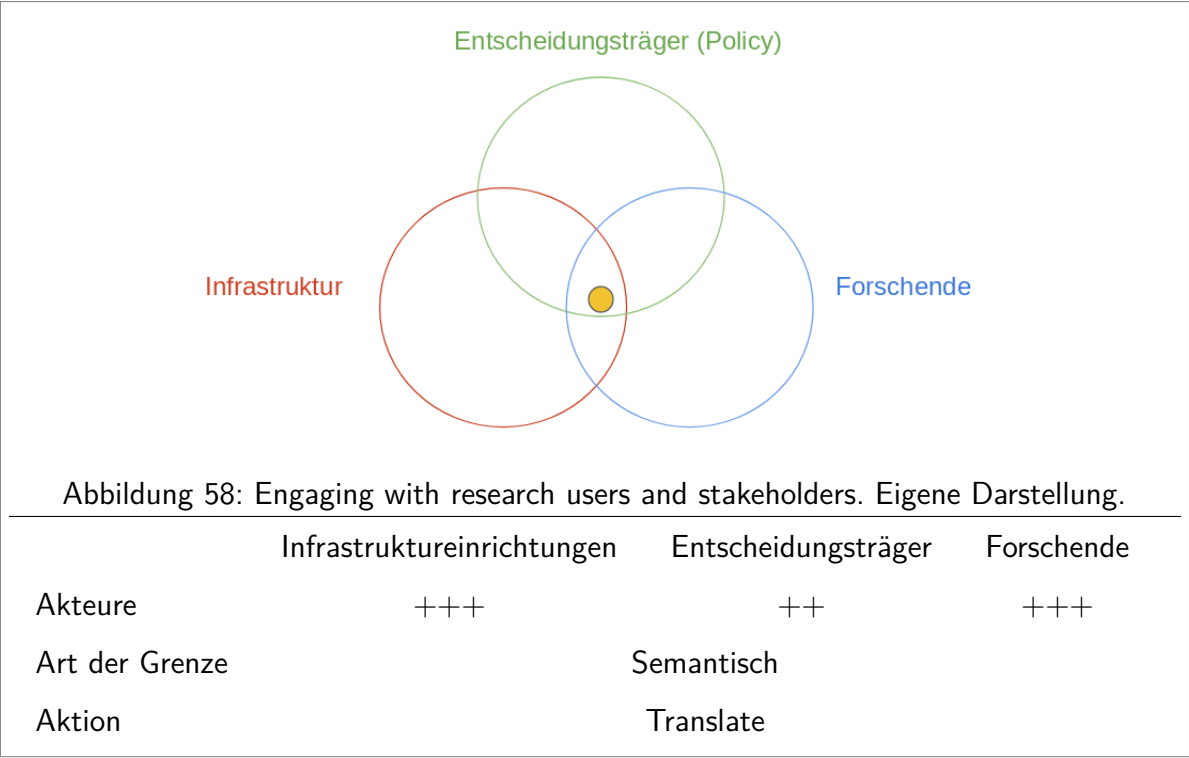 Entscheidungsträger (Policy)
Infrastruktur
Forschende
Abbildung 58: Engaging with research users and stakeholders. Eigene Darstellung.
Infrastruktureinrichtungen Entscheidungsträger Forschende
Akteure +++ ++ +++
Art der Grenze Semantisch
Aktion Translate